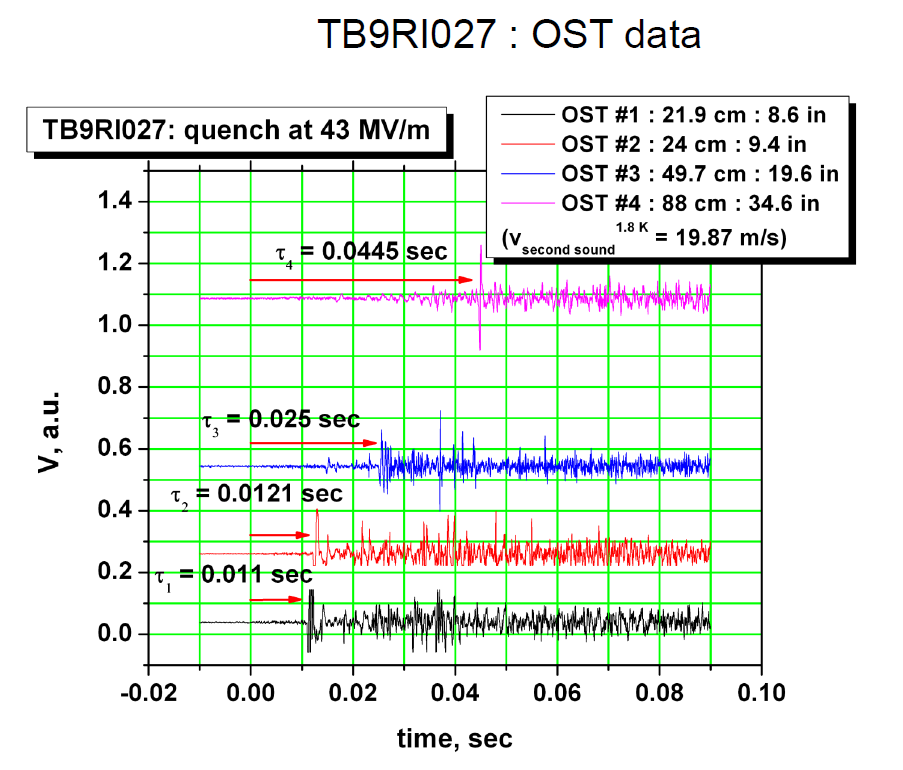 TB9RI027 : OST data
TB9RI027: quench at 43 MV/m
OST #1 : 21.9 cm : 8.6 in
OST #2 : 24 cm : 9.4 in
OST #3 : 49.7 cm : 19.6 in
OST #4 : 88 cm : 34.6 in
(v second sound 1.8 K = 19.87 m/s)
τ4 = 0.0445 sec
τ3 = 0.025 sec
τ2 = 0.0121 sec
τ1 = 0.011 sec
V, a.u.
1.4
1.2
1.0
0.8
0.6
0.4
0.2
0.0
-0.02 0.00 0.02 0.04 0.06 0.08 0.10
time, sec